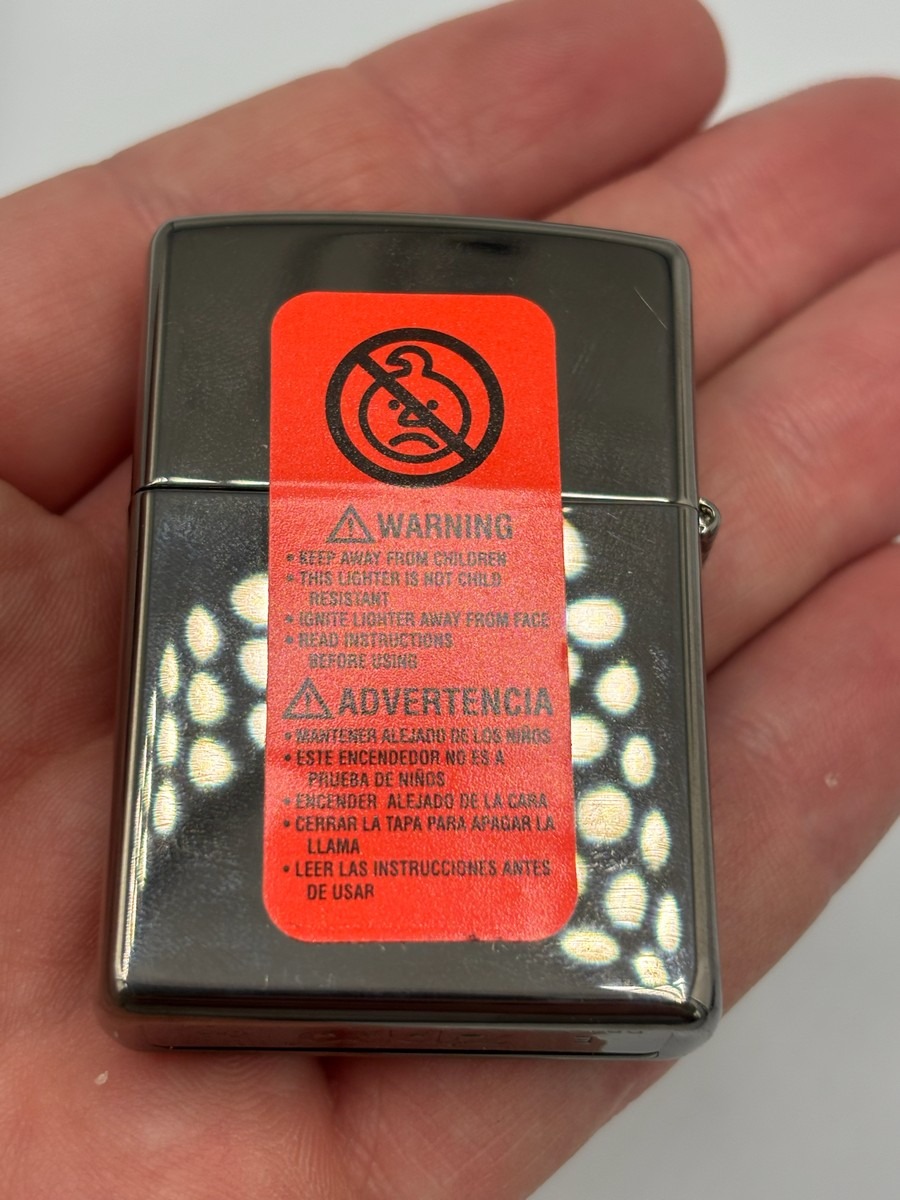 WARNING
• KEEP AWAY FROM CHILDREN
• THIS LIGHTER IS NOT CHILD
RESISTANT
• IGNITE LIGHTER AWAY FROM FACE
• READ INSTRUCTIONS
BEFORE USING
ADVERTENCIA
• MANTENER ALEJADO DE LOS NIÑOS
• ESTE ENCENDEDOR NO ES A
PRUEBA DE NIÑOS
• ENCENDER ALEJADO DE LA CARA
• CERRAR LA TAPA PARA APAGAR LA
LLAMA
• LEER LAS INSTRUCCIONES ANTES
DE USAR